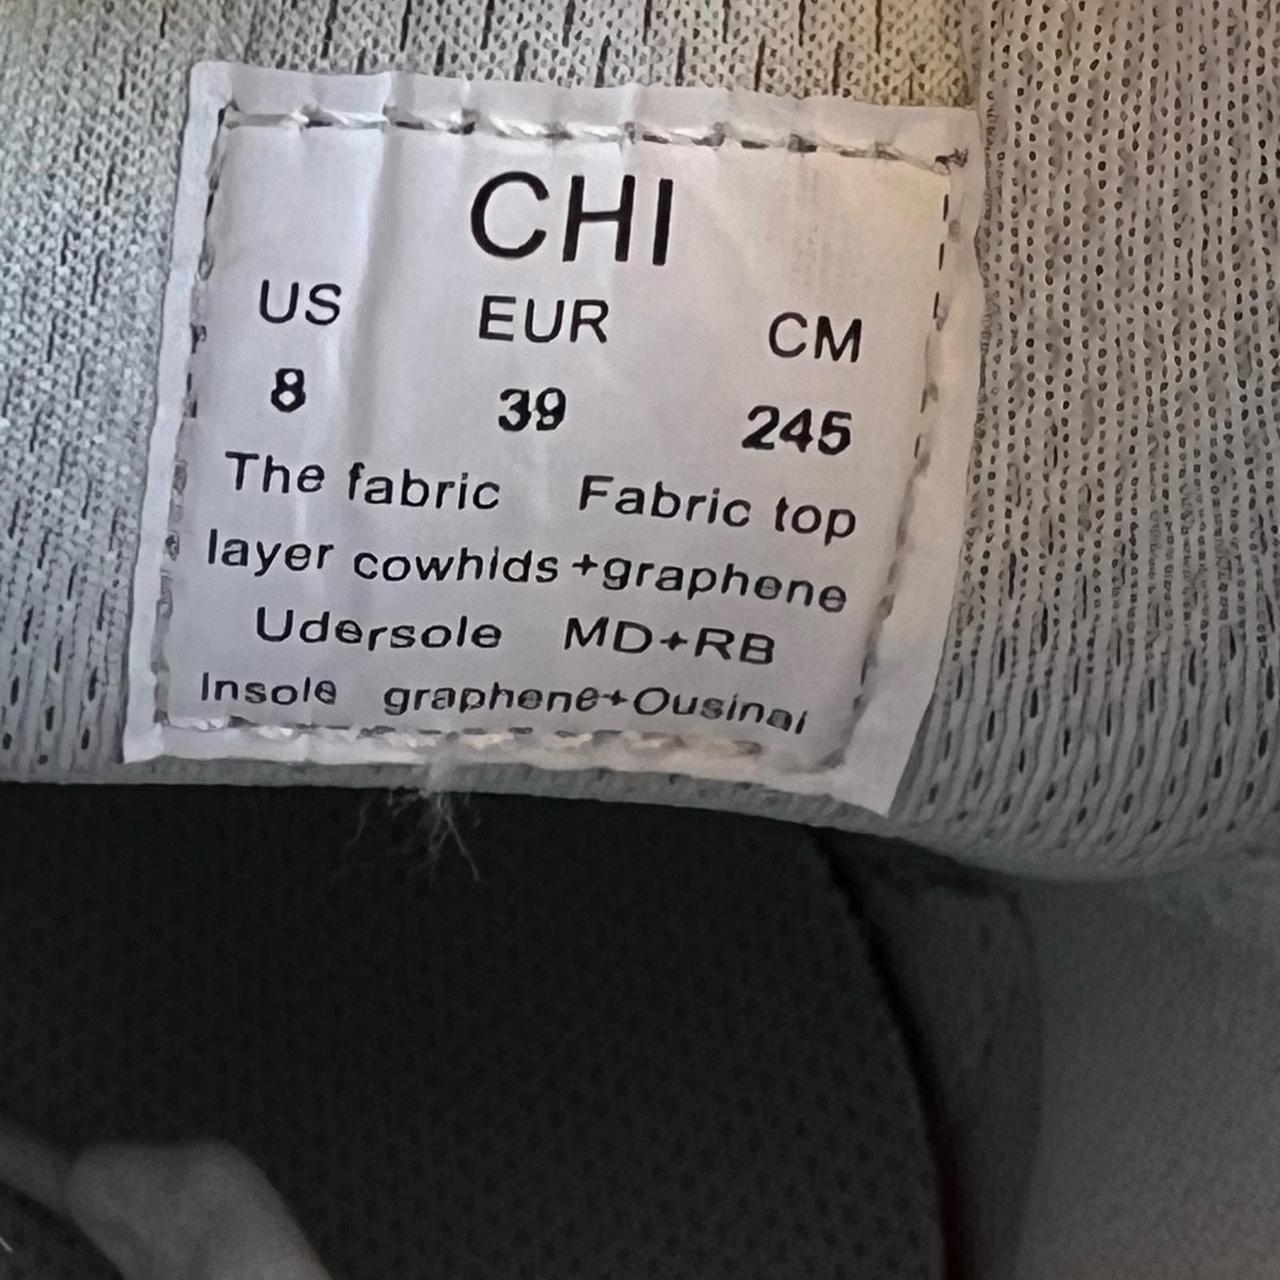 CHI
US EUR CM
8 39 245
The fabric Fabric top
layer cowhids+graphene
Udersole MD+RB
Insole graphene+Ousinai